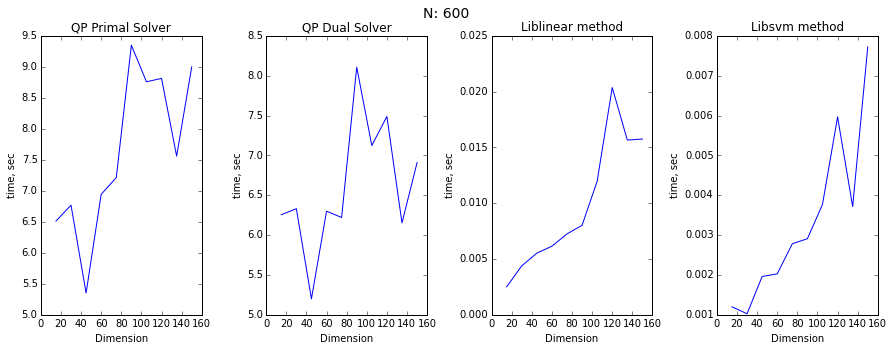 N: 600
QP Primal Solver
9.5
9.0
8.5
8.0
7.5
7.0
6.5
6.0
5.5
5.0
time, sec
0 20 40 60 80 100 120 140 160
Dimension
QP Dual Solver
8.5
8.0
7.5
7.0
6.5
6.0
5.5
5.0
time, sec
0 20 40 60 80 100 120 140 160
Dimension
Liblinear method
0.025
0.020
0.015
0.010
0.005
0.000
time, sec
0 20 40 60 80 100 120 140 160
Dimension
Libsvm method
0.008
0.007
0.006
0.005
0.004
0.003
0.002
0.001
time, sec
0 20 40 60 80 100 120 140 160
Dimension